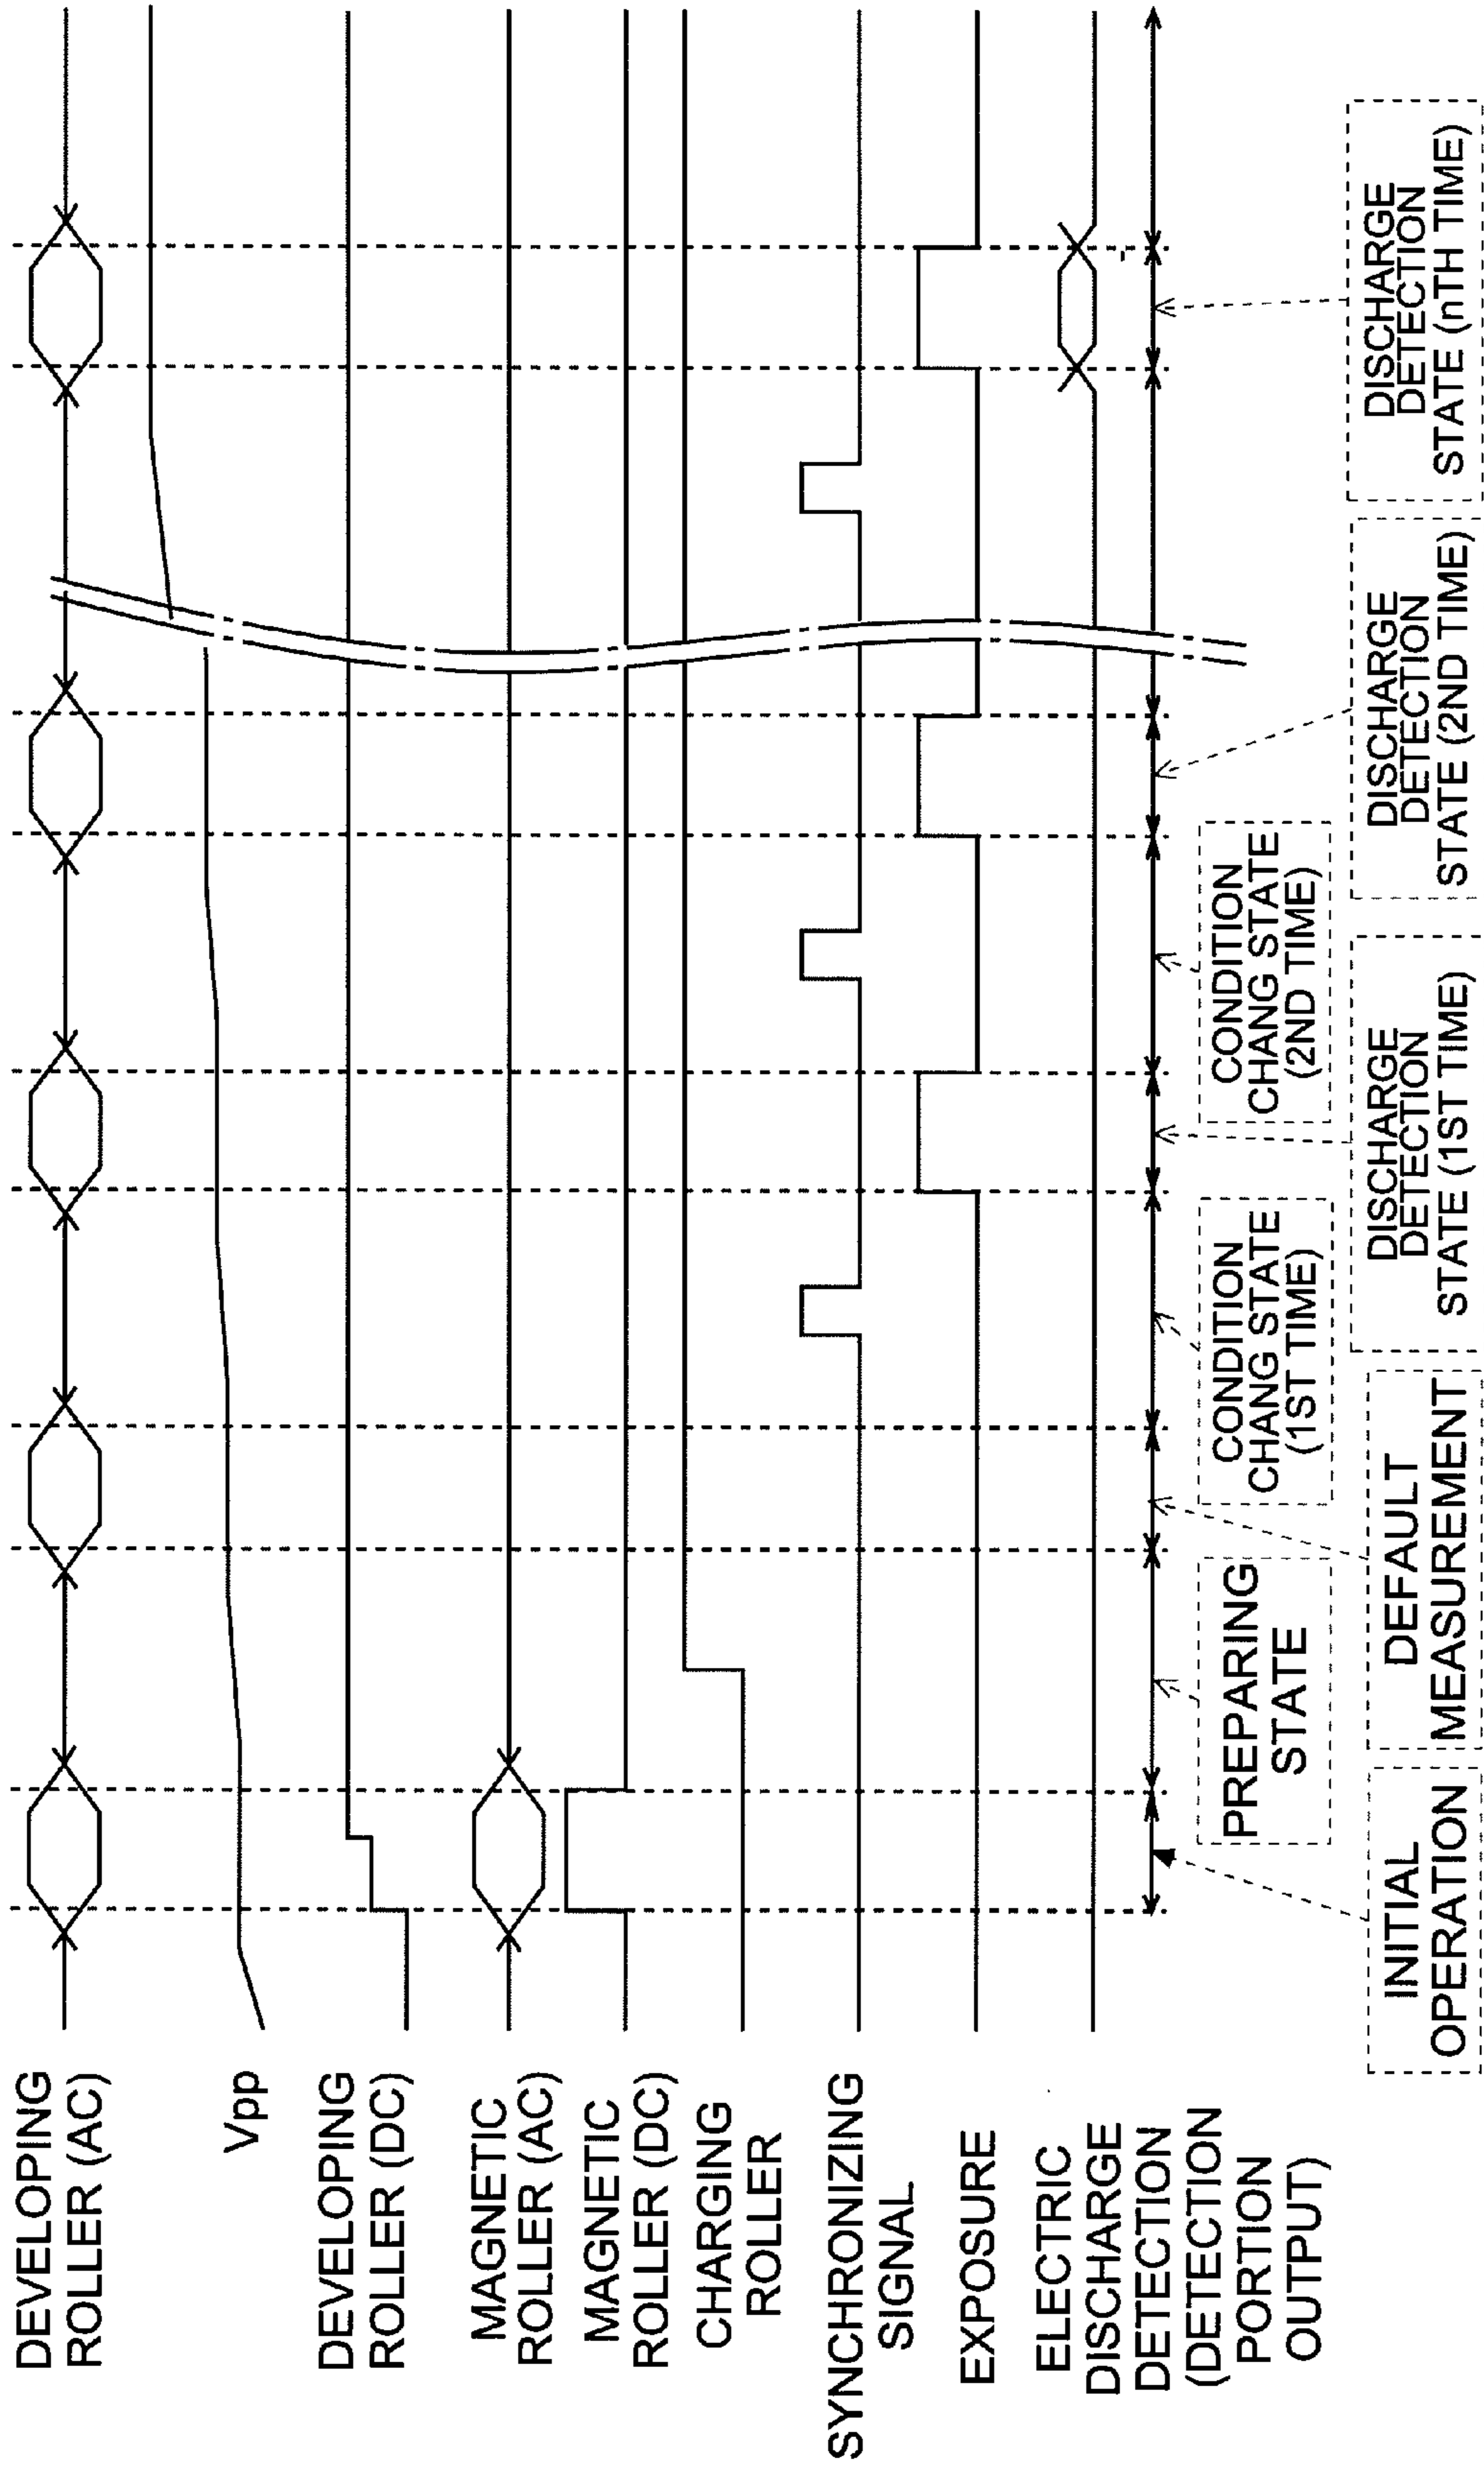 DEVELOPING
ROLLER (AC)
Vpp
DEVELOPING
ROLLER (DC)
MAGNETIC
ROLLER (AC)
MAGNETIC
ROLLER (DC)
CHARGING
ROLLER
SYNCHRONIZING
SIGNAL
EXPOSURE
ELECTRIC
DISCHARGE
DETECTION
(DETECTION
PORTION
OUTPUT)
INITIAL
OPERATION
PREPARING
STATE
DEFAULT
MEASUREMENT
CONDITION
CHANG STATE
(1ST TIME)
DISCHARGE
DETECTION
STATE (1ST TIME)
CONDITION
CHANG STATE
(2ND TIME)
DISCHARGE
DETECTION
STATE (2ND TIME)
DISCHARGE
DETECTION
STATE (nTH TIME)